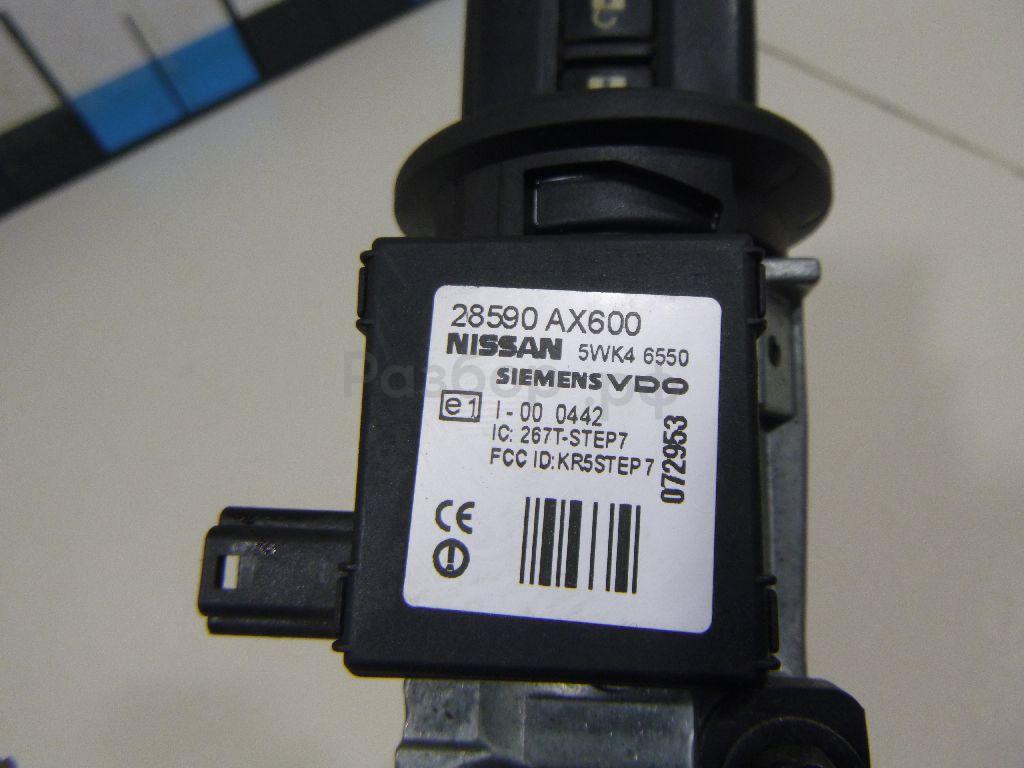 28590 AX600
NISSAN 5WK4 6550
SIEMENS VDO
e1 I-00 0442
IC: 267T-STEP7
FCC ID:KR5STEP7
072953
CE
Разбор.рф